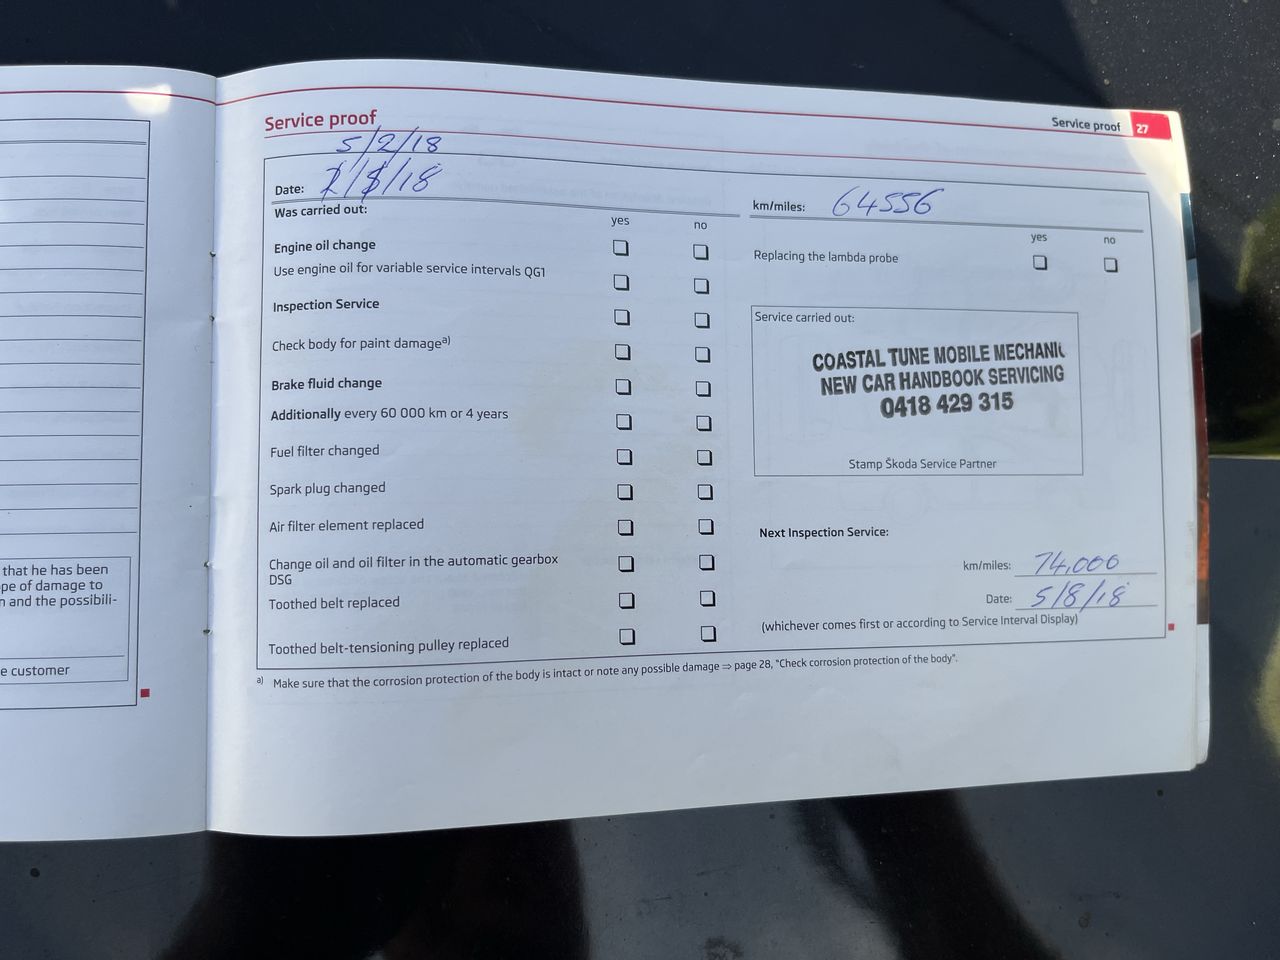 Service proof
Service proof 27
5/2/18
Date:
km/miles: 64556
Was carried out:
yes no
Engine oil change
Use engine oil for variable service intervals QG1
Inspection Service
Check body for paint damage a)
Brake fluid change
Additionally every 60 000 km or 4 years
Fuel filter changed
Spark plug changed
Air filter element replaced
Change oil and oil filter in the automatic gearbox
DSG
Toothed belt replaced
Toothed belt-tensioning pulley replaced
yes no
Replacing the lambda probe
Service carried out:
COASTAL TUNE MOBILE MECHANIC
NEW CAR HANDBOOK SERVICING
0418 429 315
Stamp Škoda Service Partner
Next Inspection Service:
km/miles: 74,000
Date: 5/8/18
(whichever comes first or according to Service Interval Display)
a) Make sure that the corrosion protection of the body is intact or note any possible damage ⇒ page 28, "Check corrosion protection of the body".
that he has been
pe of damage to
n and the possibili-
e customer